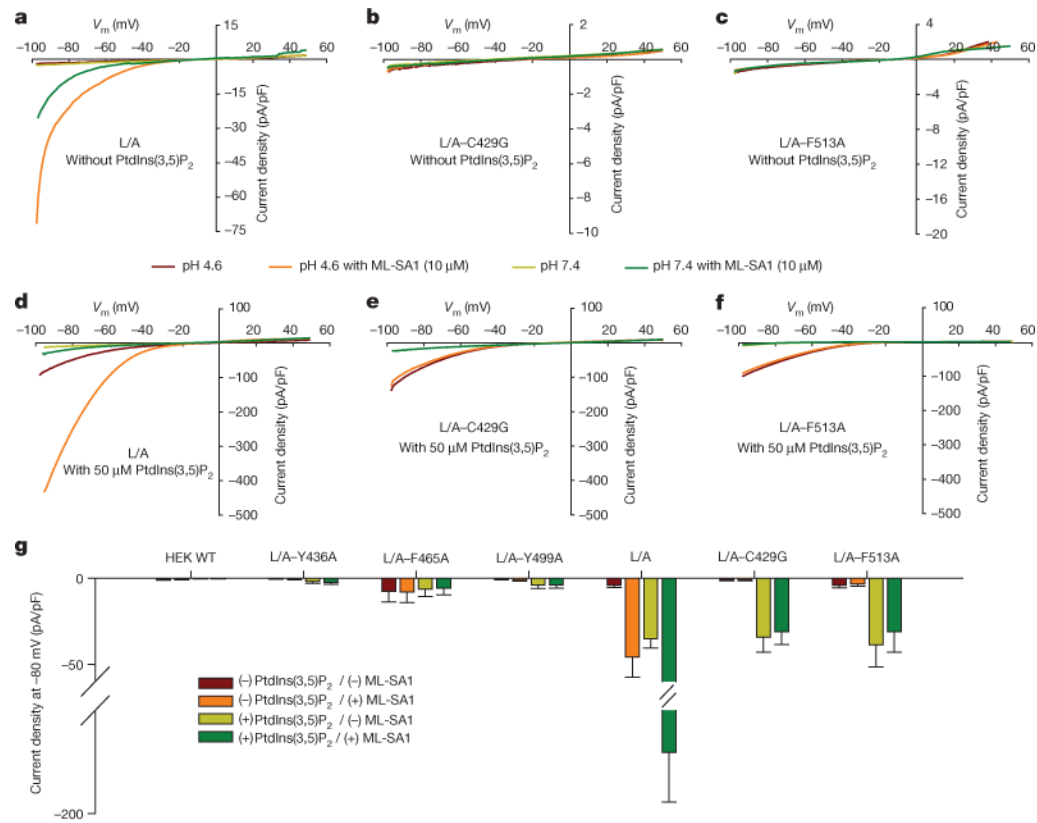 a b c
Vm (mV) Vm (mV) Vm (mV)
15 2 4
-100 -80 -60 -40 -20 20 40 60 -100 -80 -60 -40 -20 20 40 60 -100 -80 -60 -40 -20 20 40 60
-15 -2 -4
-30 -4 -8
-45 -6 -12
-60 -8 -16
-75 -10 -20
Current density (pA/pF) Current density (pA/pF) Current density (pA/pF)
L/A L/A–C429G L/A–F513A
Without PtdIns(3,5)P2 Without PtdIns(3,5)P2 Without PtdIns(3,5)P2
pH 4.6 pH 4.6 with ML-SA1 (10 μM) pH 7.4 pH 7.4 with ML-SA1 (10 μM)
d e f
Vm (mV) Vm (mV) Vm (mV)
100 100 100
-100 -80 -60 -40 -20 20 40 60 -100 -80 -60 -40 -20 20 40 60 -100 -80 -60 -40 -20 20 40 60
-100 -100 -100
-200 -200 -200
-300 -300 -300
-400 -400 -400
-500 -500 -500
Current density (pA/pF) Current density (pA/pF) Current density (pA/pF)
L/A L/A–C429G L/A–F513A
With 50 μM PtdIns(3,5)P2 With 50 μM PtdIns(3,5)P2 With 50 μM PtdIns(3,5)P2
g
HEK WT L/A–Y436A L/A–F465A L/A–Y499A L/A L/A–C429G L/A–F513A
0
-50
-200
Current density at –80 mV (pA/pF)
(–) PtdIns(3,5)P2 / (–) ML-SA1
(–) PtdIns(3,5)P2 / (+) ML-SA1
(+) PtdIns(3,5)P2 / (–) ML-SA1
(+) PtdIns(3,5)P2 / (+) ML-SA1